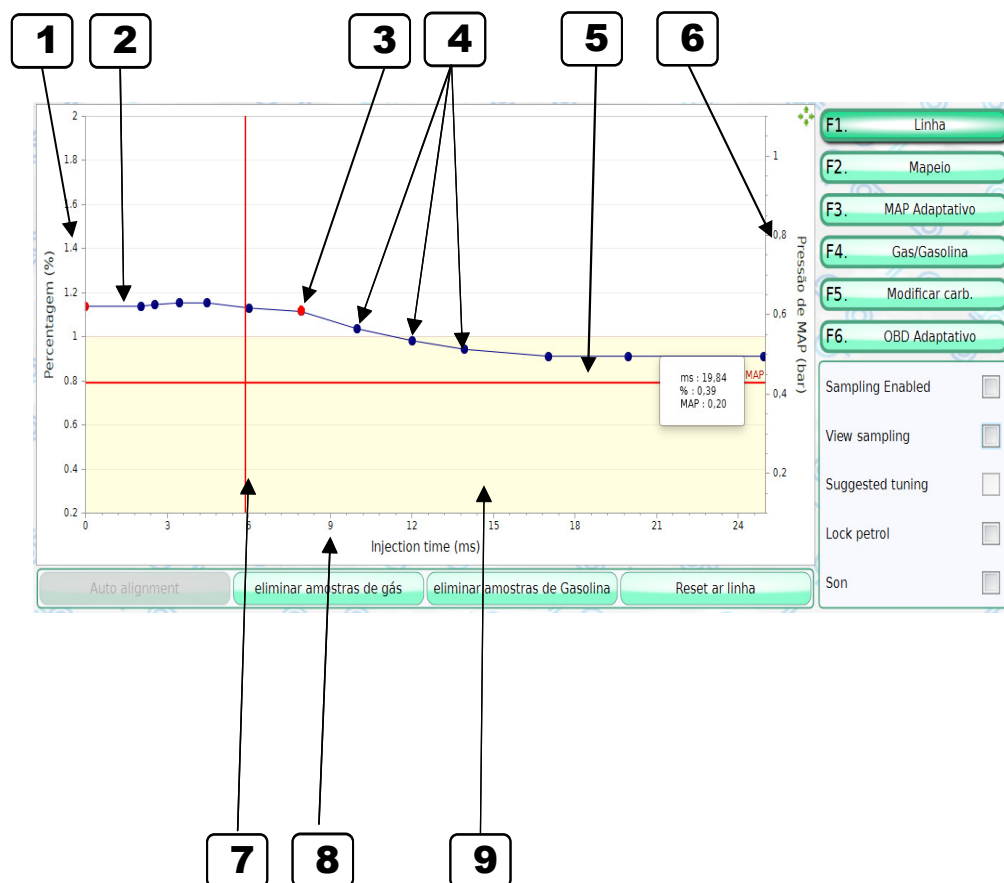 1 2 3 4 5 6
2
1.8
1.6
1.4
1.2
1
0.8
0.6
0.4
0.2
Percentagem (%)
0 3 6 9 12 15 18 21 24
Injection time (ms)
1
0,8
0,6
0,4
0,2
Pressão de MAP (bar)
MAP
ms : 19,84
% : 0,39
MAP : 0,20
F1. Linha
F2. Mapeio
F3. MAP Adaptativo
F4. Gas/Gasolina
F5. Modificar carb.
F6. OBD Adaptativo
Sampling Enabled
View sampling
Suggested tuning
Lock petrol
Son
Auto alignment eliminar amostras de gás eliminar amostras de Gasolina Reset ar linha
7 8 9